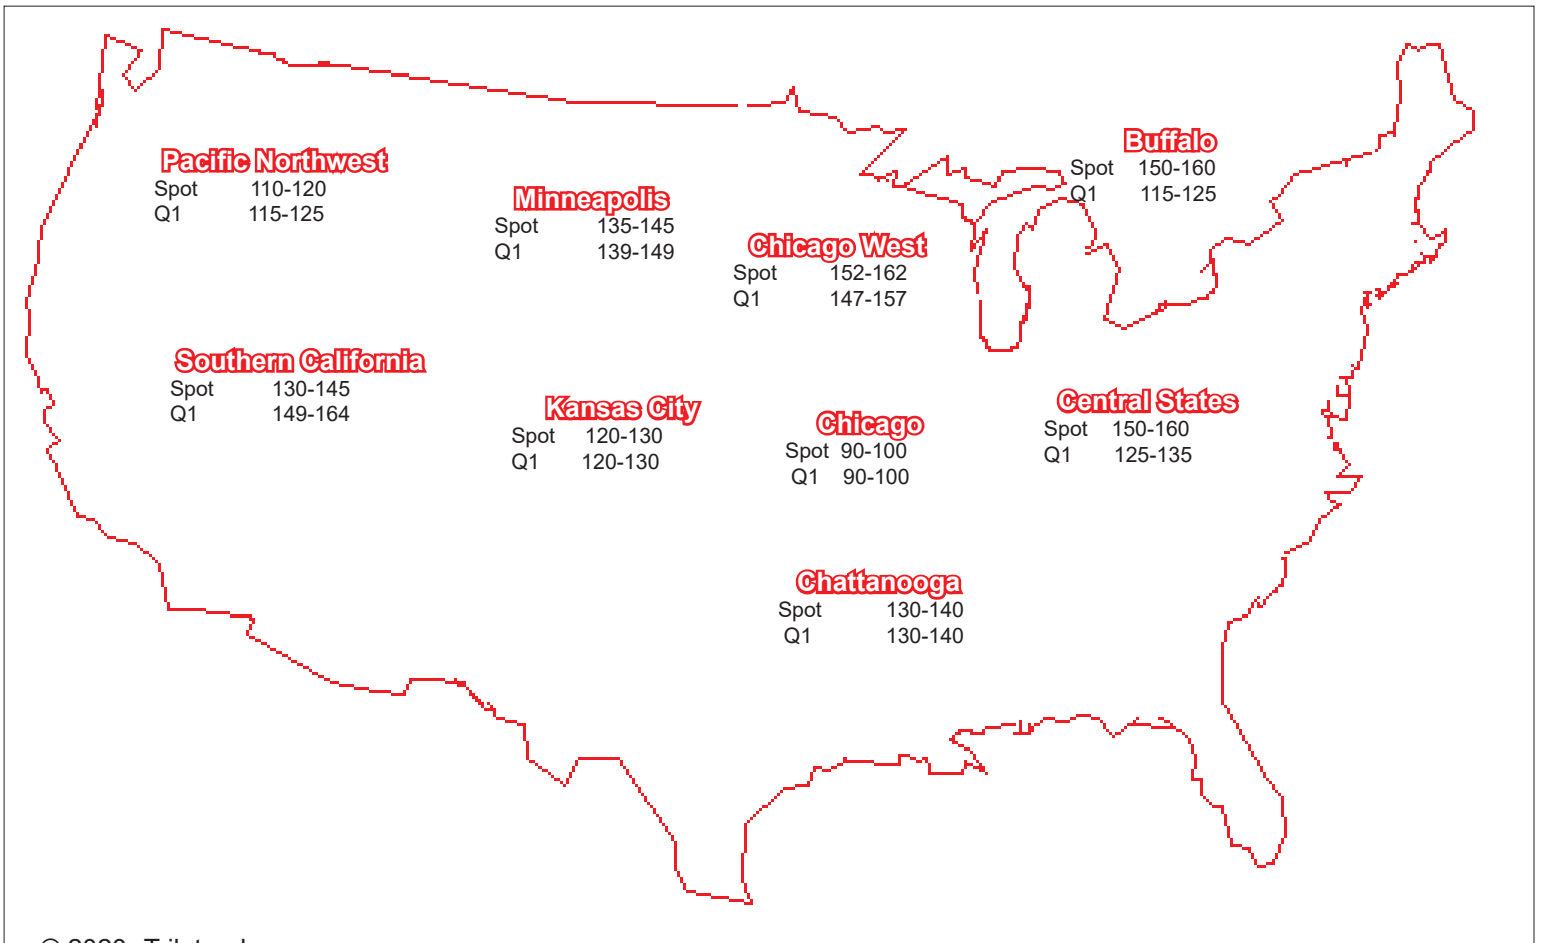 Pacific Northwest
Spot 110-120
Q1 115-125
Minneapolis
Spot 135-145
Q1 139-149
Chicago West
Spot 152-162
Q1 147-157
Buffalo
Spot 150-160
Q1 115-125
Southern California
Spot 130-145
Q1 149-164
Kansas City
Spot 120-130
Q1 120-130
Chicago
Spot 90-100
Q1 90-100
Central States
Spot 150-160
Q1 125-135
Chattanooga
Spot 130-140
Q1 130-140
© 2020